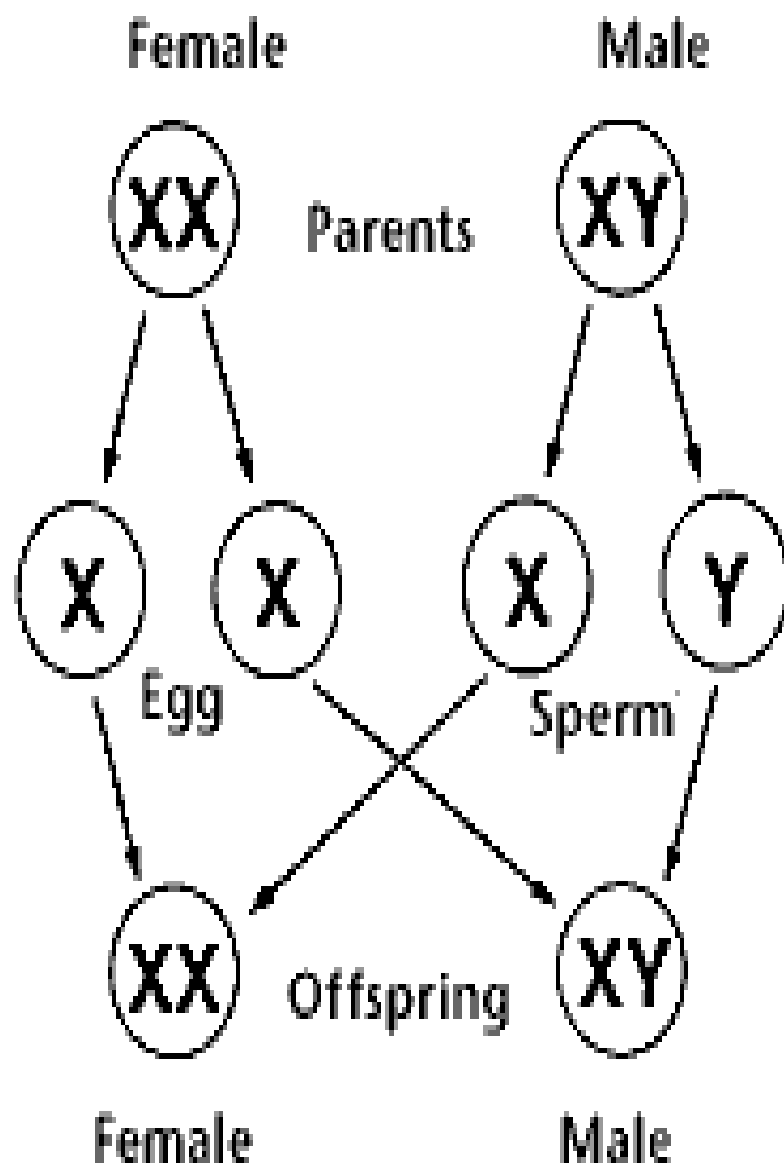 Female Male
XX Parents XY
X X X Y
Egg Sperm
XX Offspring XY
Female Male